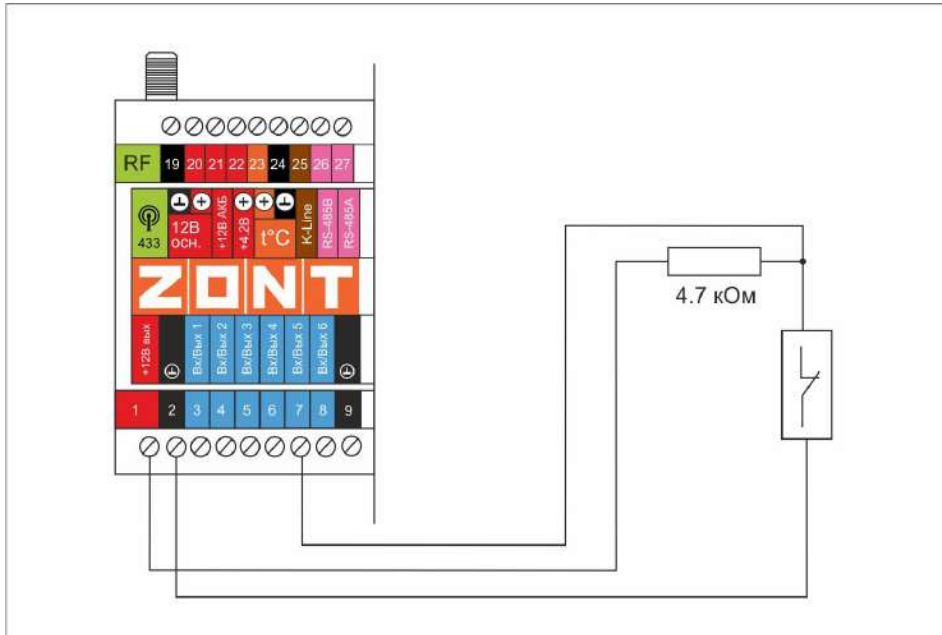 RF 19 20 21 22 23 24 25 26 27
433
12В
осн.
+12В АКБ
+4.2В
t°C
K-Line
RS-485B
RS-485A
ZONT
+12В вых
Вх/Вых 1
Вх/Вых 2
Вх/Вых 3
Вх/Вых 4
Вх/Вых 5
Вх/Вых 6
1 2 3 4 5 6 7 8 9
4.7 кОм